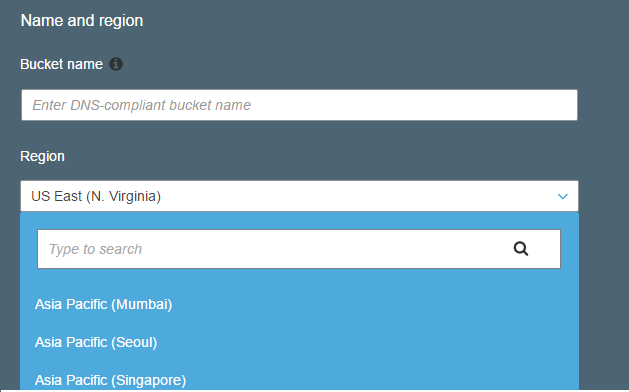 Name and region
Bucket name
Enter DNS-compliant bucket name
Region
US East (N. Virginia)
Type to search
Asia Pacific (Mumbai)
Asia Pacific (Seoul)
Asia Pacific (Singapore)